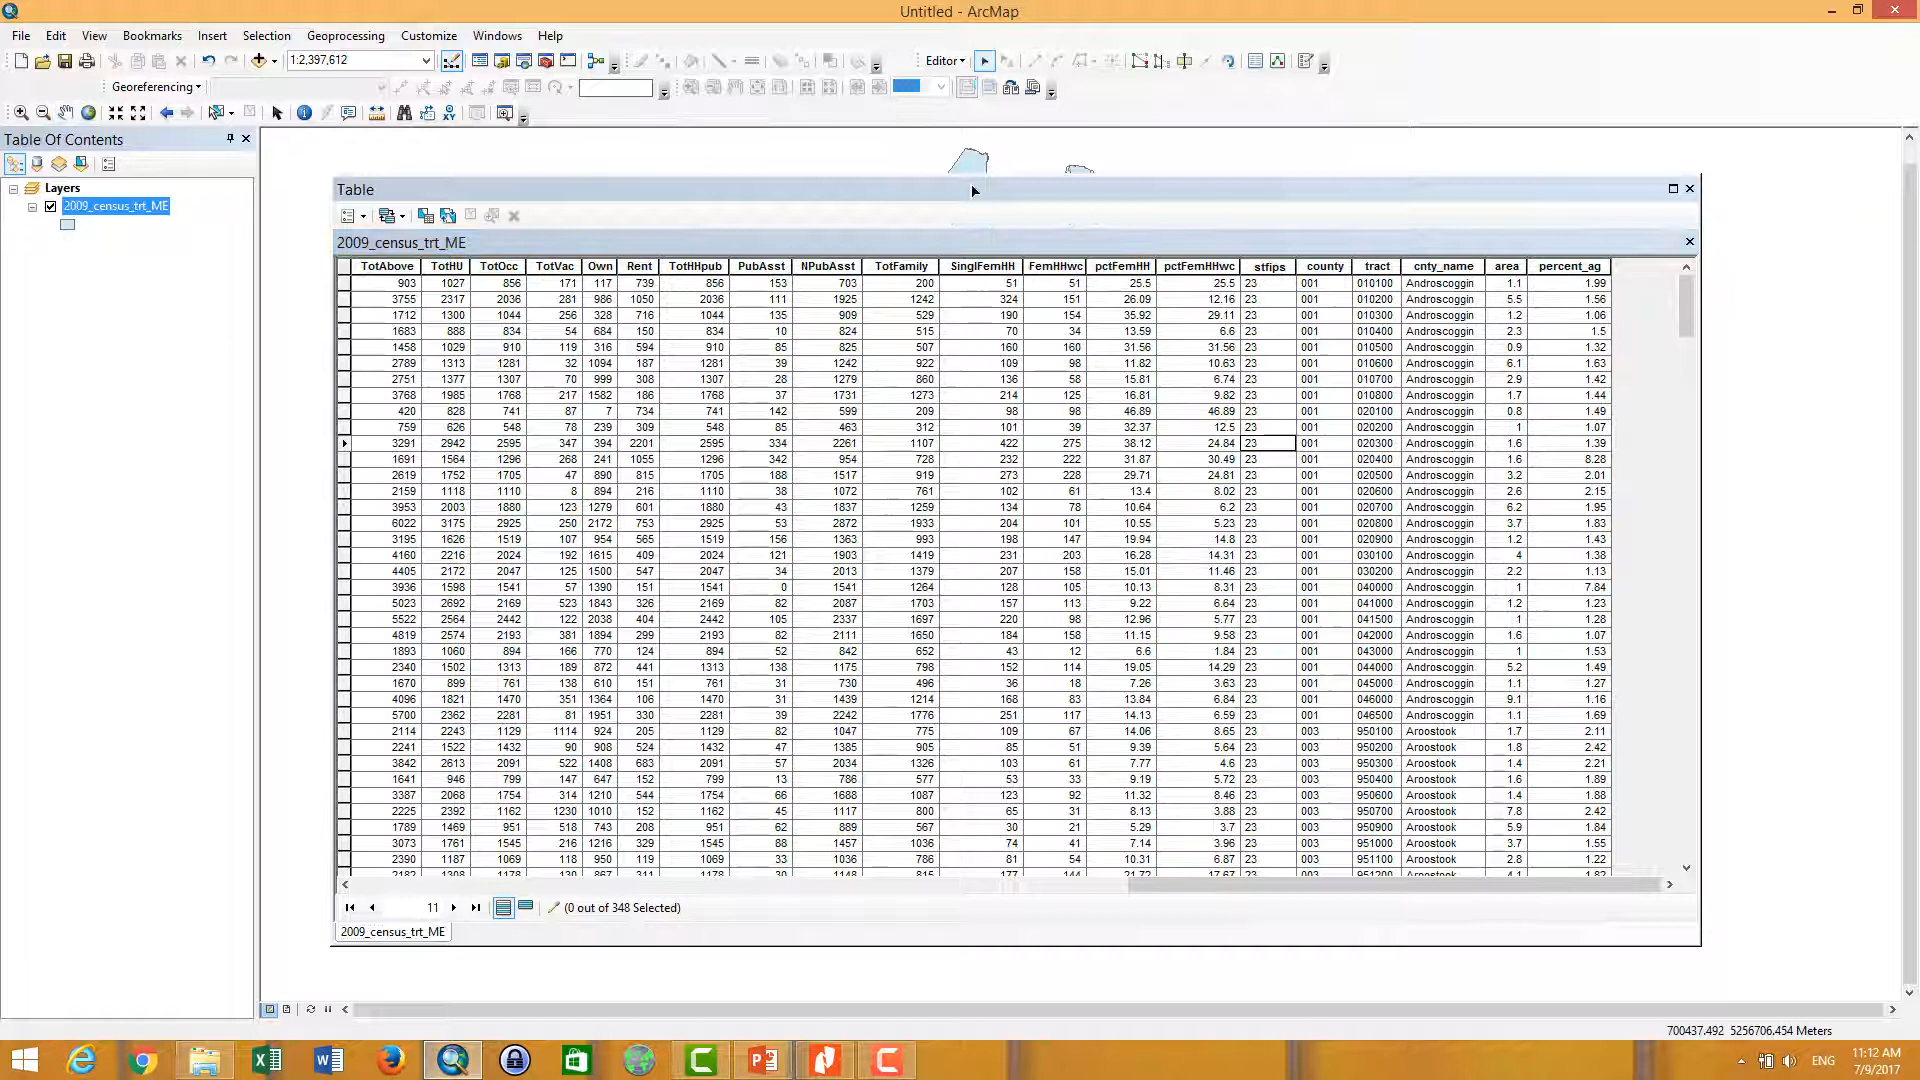 Untitled - ArcMap
File Edit View Bookmarks Insert Selection Geoprocessing Customize Windows Help
1:2,397,612 Editor
Georeferencing
Table Of Contents
Layers
2009_census_trt_ME
Table
2009_census_trt_ME
TotAbove TotHU TotOcc TotVac Own Rent TotHHpub PubAsst NPubAsst TotFamily SinglFemHH FemHHwc pctFemHH pctFemHHwc stfips county tract cnty_name area percent_ag
903 1027 856 171 117 739 856 153 703 200 51 51 25.5 25.5 23 001 010100 Androscoggin 1.1 1.99
3755 2317 2036 281 986 1050 2036 111 1925 1242 324 151 26.09 12.16 23 001 010200 Androscoggin 5.5 1.56
1712 1300 1044 256 328 716 1044 135 909 529 190 154 35.92 29.11 23 001 010300 Androscoggin 1.2 1.06
1683 888 834 54 684 150 834 10 824 515 70 34 13.59 6.6 23 001 010400 Androscoggin 2.3 1.5
1458 1029 910 119 316 594 910 85 825 507 160 160 31.56 31.56 23 001 010500 Androscoggin 0.9 1.32
2789 1313 1281 32 1094 187 1281 39 1242 922 109 98 11.82 10.63 23 001 010600 Androscoggin 6.1 1.63
2751 1377 1307 70 999 308 1307 28 1279 860 136 58 15.81 6.74 23 001 010700 Androscoggin 2.9 1.42
3768 1985 1768 217 1582 186 1768 37 1731 1273 214 125 16.81 9.82 23 001 010800 Androscoggin 1.7 1.44
420 828 741 87 7 734 741 142 599 209 98 98 46.89 46.89 23 001 020100 Androscoggin 0.8 1.49
759 626 548 78 239 309 548 85 463 312 101 39 32.37 12.5 23 001 020200 Androscoggin 1 1.07
3291 2942 2595 347 394 2201 2595 334 2261 1107 422 275 38.12 24.84 23 001 020300 Androscoggin 1.6 1.39
1691 1564 1296 268 241 1055 1296 342 954 728 232 222 31.87 30.49 23 001 020400 Androscoggin 1.6 8.28
2619 1752 1705 47 890 815 1705 188 1517 919 273 228 29.71 24.81 23 001 020500 Androscoggin 3.2 2.01
2159 1118 1110 8 894 216 1110 38 1072 761 102 61 13.4 8.02 23 001 020600 Androscoggin 2.6 2.15
3953 2003 1880 123 1279 601 1880 43 1837 1259 134 78 10.64 6.2 23 001 020700 Androscoggin 6.2 1.95
6022 3175 2925 250 2172 753 2925 53 2872 1933 204 101 10.55 5.23 23 001 020800 Androscoggin 3.7 1.83
3195 1626 1519 107 954 565 1519 156 1363 993 198 147 19.94 14.8 23 001 020900 Androscoggin 1.2 1.43
4160 2216 2024 192 1615 409 2024 121 1903 1419 231 203 16.28 14.31 23 001 030100 Androscoggin 4 1.38
4405 2172 2047 125 1500 547 2047 34 2013 1379 207 158 15.01 11.46 23 001 030200 Androscoggin 2.2 1.13
3936 1598 1541 57 1390 151 1541 0 1541 1264 128 105 10.13 8.31 23 001 040000 Androscoggin 1 7.84
5023 2692 2169 523 1843 326 2169 82 2087 1703 157 113 9.22 6.64 23 001 041000 Androscoggin 1.2 1.23
5522 2564 2442 122 2038 404 2442 105 2337 1697 220 98 12.96 5.77 23 001 041500 Androscoggin 1 1.28
4819 2574 2193 381 1894 299 2193 82 2111 1650 184 158 11.15 9.58 23 001 042000 Androscoggin 1.6 1.07
1893 1060 894 166 770 124 894 52 842 652 43 12 6.6 1.84 23 001 043000 Androscoggin 1 1.53
2340 1502 1313 189 872 441 1313 138 1175 798 152 114 19.05 14.29 23 001 044000 Androscoggin 5.2 1.49
1670 899 761 138 610 151 761 31 730 496 36 18 7.26 3.63 23 001 045000 Androscoggin 1.1 1.27
4096 1821 1470 351 1364 106 1470 31 1439 1214 168 83 13.84 6.84 23 001 046000 Androscoggin 9.1 1.16
5700 2362 2281 81 1951 330 2281 39 2242 1776 251 117 14.13 6.59 23 001 046500 Androscoggin 1.1 1.69
2114 2243 1129 1114 924 205 1129 82 1047 775 109 67 14.06 8.65 23 003 950100 Aroostook 1.7 2.11
2241 1522 1432 90 908 524 1432 47 1385 905 85 51 9.39 5.64 23 003 950200 Aroostook 1.8 2.42
3842 2613 2091 522 1408 683 2091 57 2034 1326 103 61 7.77 4.6 23 003 950300 Aroostook 1.4 2.21
1641 946 799 147 647 152 799 13 786 577 53 33 9.19 5.72 23 003 950400 Aroostook 1.6 1.89
3387 2068 1754 314 1210 544 1754 66 1688 1087 123 92 11.32 8.46 23 003 950600 Aroostook 1.4 1.88
2225 2392 1162 1230 1010 152 1162 45 1117 800 65 31 8.13 3.88 23 003 950700 Aroostook 7.8 2.42
1789 1469 951 518 743 208 951 62 889 567 30 21 5.29 3.7 23 003 950900 Aroostook 5.9 1.84
3073 1761 1545 216 1216 329 1545 88 1457 1036 74 41 7.14 3.96 23 003 951000 Aroostook 3.7 1.55
2390 1187 1069 118 950 119 1069 33 1036 786 81 54 10.31 6.87 23 003 951100 Aroostook 2.8 1.22
2182 1308 1178 130 867 311 1178 30 1148 815 177 144 21.72 17.67 23 003 951200 Aroostook 4.1 1.82
11 (0 out of 348 Selected)
2009_census_trt_ME
700437.492 5256706.454 Meters
ENG 11:12 AM
7/9/2017